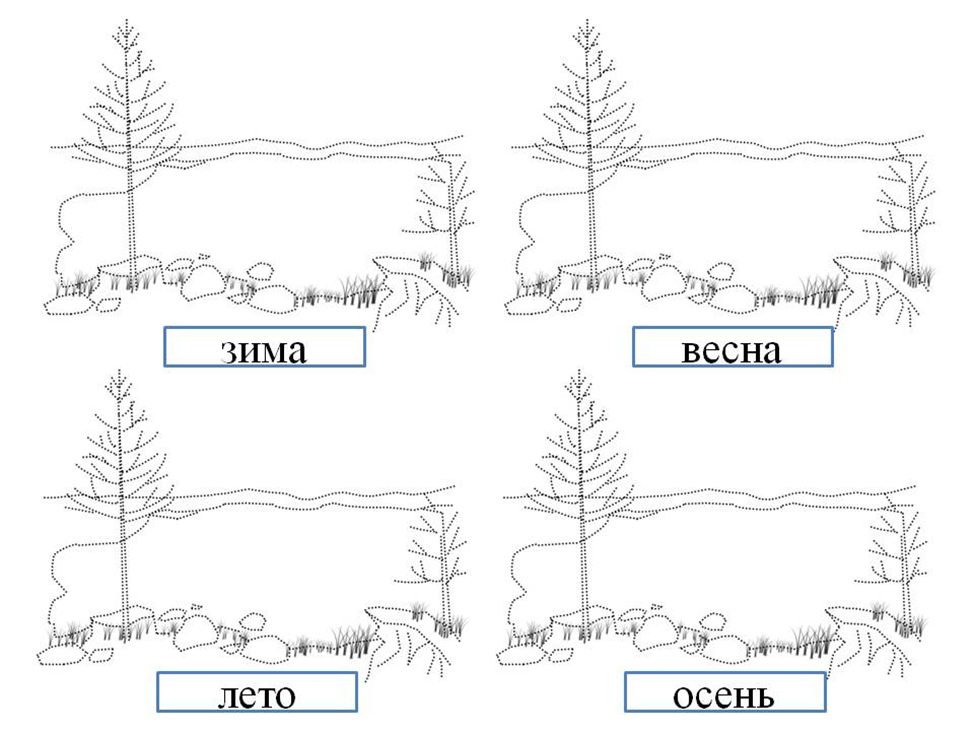 зима
весна
лето
осень